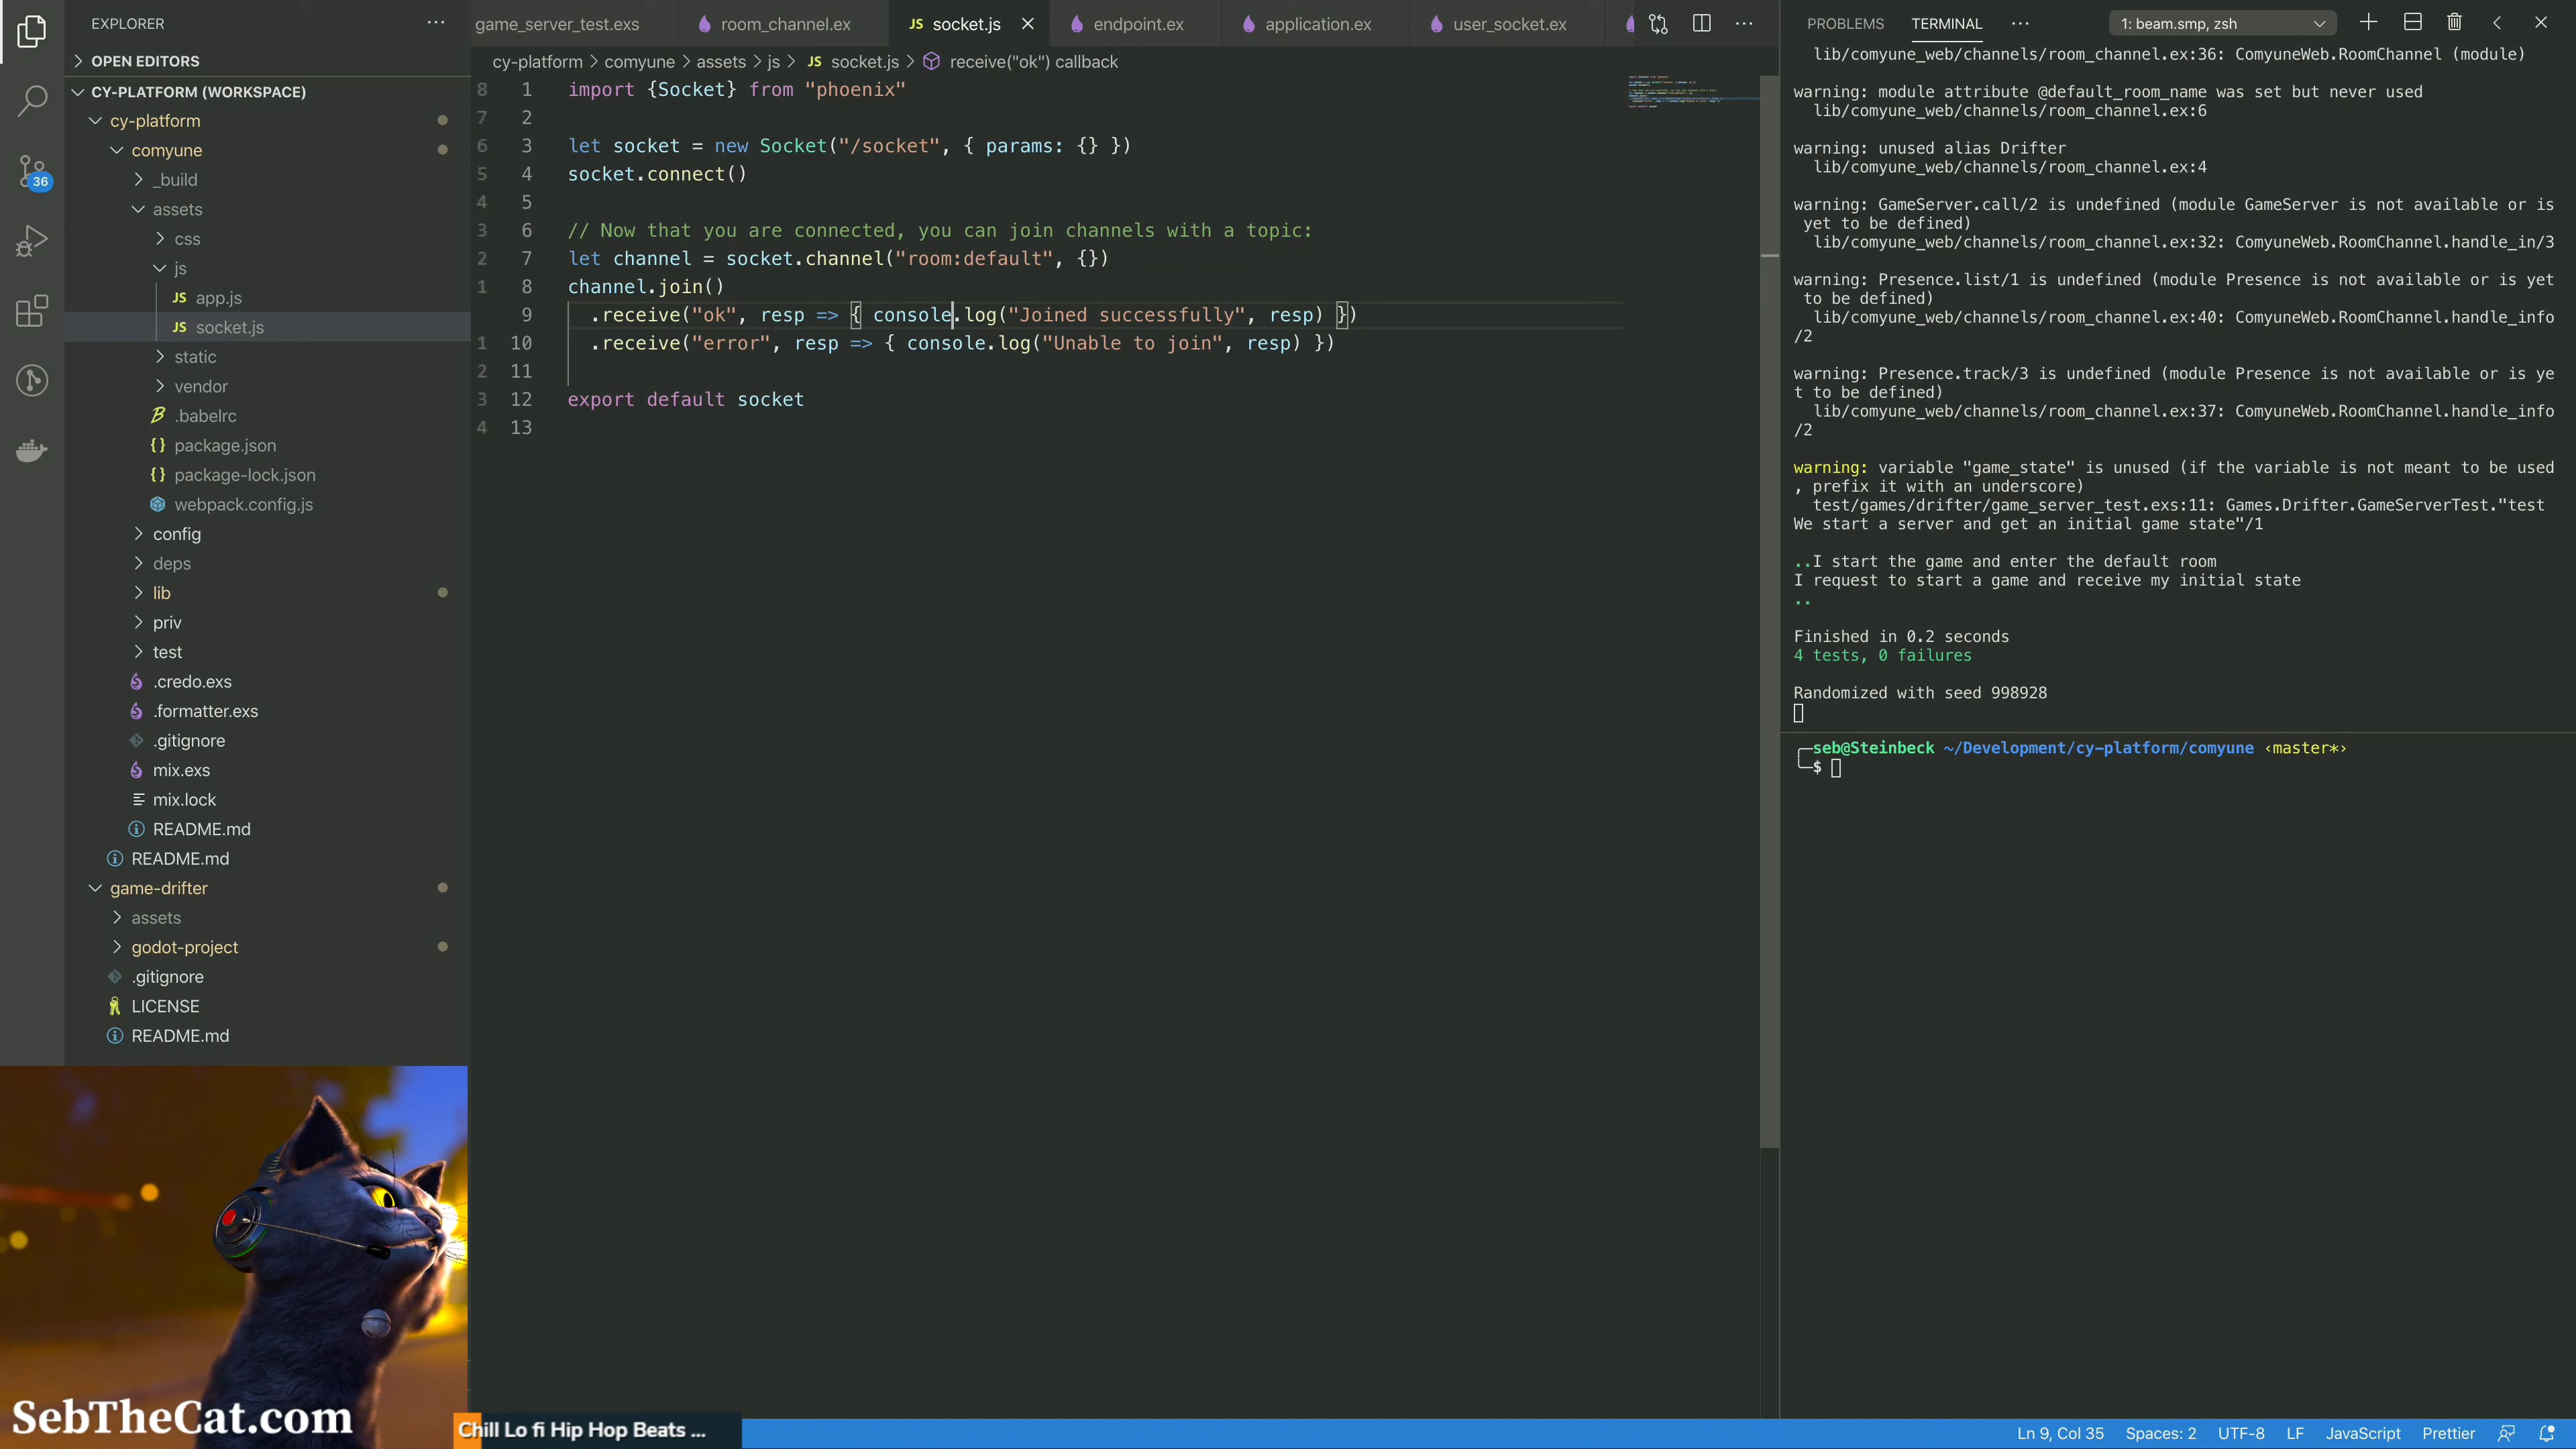 EXPLORER
OPEN EDITORS
CY-PLATFORM (WORKSPACE)
cy-platform
comyune
_build
assets
css
js
JS app.js
JS socket.js
static
vendor
.babelrc
{} package.json
{} package-lock.json
webpack.config.js
config
deps
lib
priv
test
.credo.exs
.formatter.exs
.gitignore
mix.exs
mix.lock
README.md
README.md
game-drifter
assets
godot-project
.gitignore
LICENSE
README.md
36
SebTheCat.com
Chill Lo fi Hip Hop Beats ...
game_server_test.exs
room_channel.ex
JS socket.js
endpoint.ex
application.ex
user_socket.ex
cy-platform > comyune > assets > js > JS socket.js > receive("ok") callback
8 1 import {Socket} from "phoenix"
7 2
6 3 let socket = new Socket("/socket", { params: {} })
5 4 socket.connect()
4 5
3 6 // Now that you are connected, you can join channels with a topic:
2 7 let channel = socket.channel("room:default", {})
1 8 channel.join()
9 .receive("ok", resp => { console.log("Joined successfully", resp) })
1 10 .receive("error", resp => { console.log("Unable to join", resp) })
2 11
3 12 export default socket
4 13
PROBLEMS TERMINAL ... 1: beam.smp, zsh
lib/comyune_web/channels/room_channel.ex:36: ComyuneWeb.RoomChannel (module)
warning: module attribute @default_room_name was set but never used
lib/comyune_web/channels/room_channel.ex:6
warning: unused alias Drifter
lib/comyune_web/channels/room_channel.ex:4
warning: GameServer.call/2 is undefined (module GameServer is not available or is
yet to be defined)
lib/comyune_web/channels/room_channel.ex:32: ComyuneWeb.RoomChannel.handle_in/3
warning: Presence.list/1 is undefined (module Presence is not available or is yet
to be defined)
lib/comyune_web/channels/room_channel.ex:40: ComyuneWeb.RoomChannel.handle_info
/2
warning: Presence.track/3 is undefined (module Presence is not available or is ye
t to be defined)
lib/comyune_web/channels/room_channel.ex:37: ComyuneWeb.RoomChannel.handle_info
/2
warning: variable "game_state" is unused (if the variable is not meant to be used
, prefix it with an underscore)
test/games/drifter/game_server_test.exs:11: Games.Drifter.GameServerTest."test
We start a server and get an initial game state"/1
..I start the game and enter the default room
I request to start a game and receive my initial state
..
Finished in 0.2 seconds
4 tests, 0 failures
Randomized with seed 998928
seb@Steinbeck ~/Development/cy-platform/comyune ‹master*›
$
Ln 9, Col 35 Spaces: 2 UTF-8 LF JavaScript Prettier